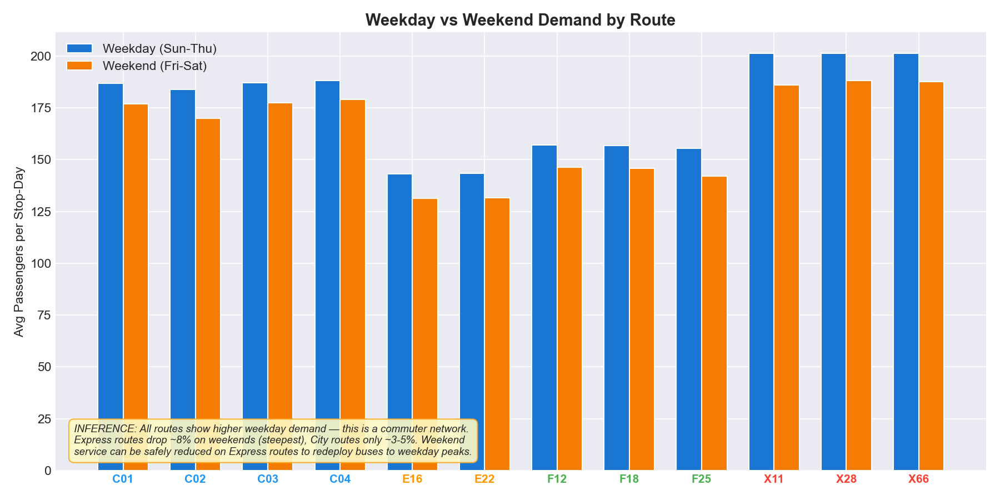 Weekday vs Weekend Demand by Route
Weekday (Sun-Thu)
Weekend (Fri-Sat)
Avg Passengers per Stop-Day
200
175
150
125
100
75
50
25
0
INFERENCE: All routes show higher weekday demand — this is a commuter network.
Express routes drop ~8% on weekends (steepest), City routes only ~3-5%. Weekend
service can be safely reduced on Express routes to redeploy buses to weekday peaks.
C01 C02 C03 C04 E16 E22 F12 F18 F25 X11 X28 X66